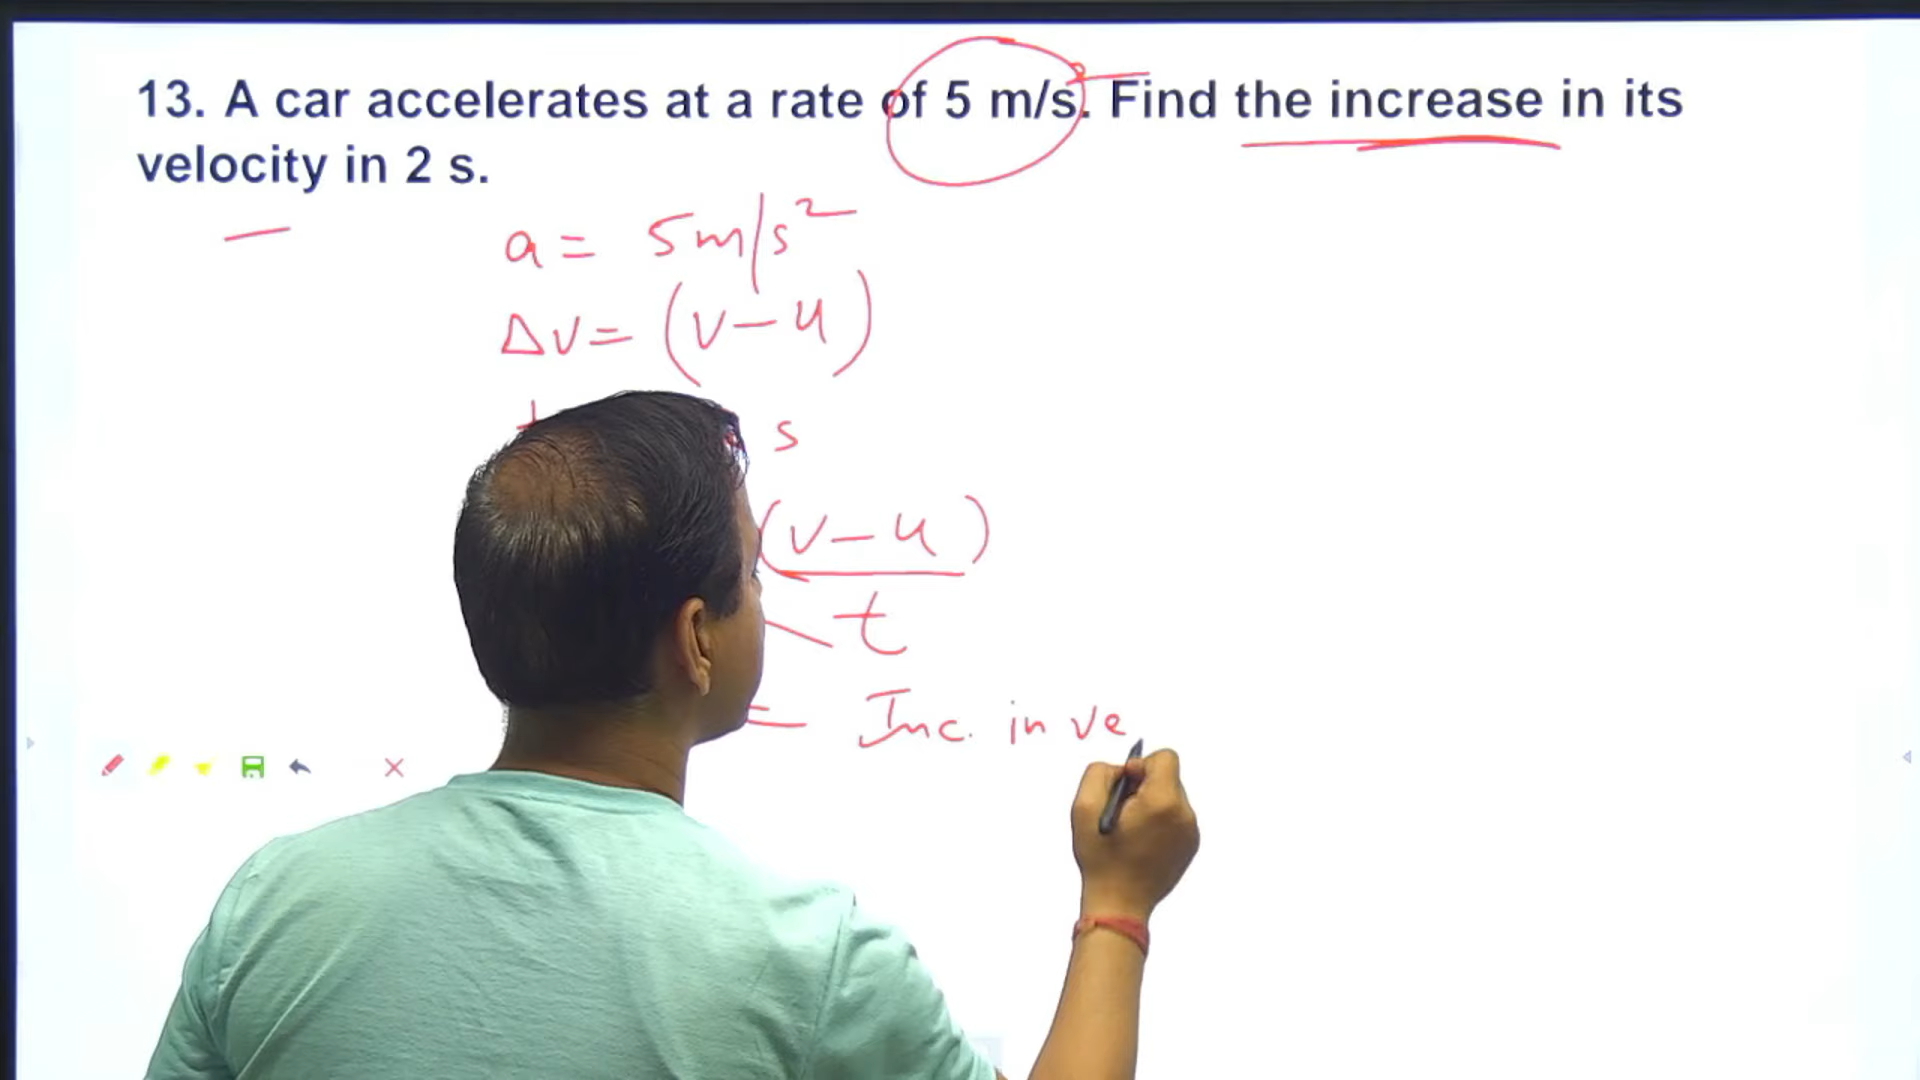 13. A car accelerates at a rate of 5 m/s². Find the increase in its
velocity in 2 s.
a = 5m/s²
Δv = (v-u)
s
(v-u)
t
= Inc. in ve